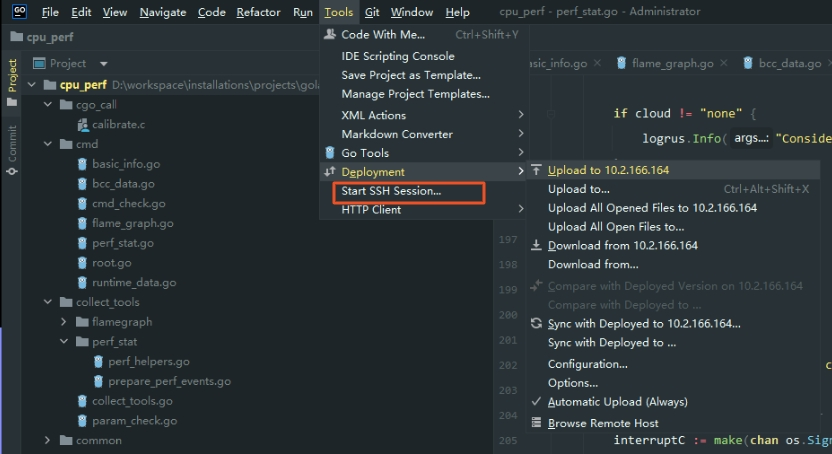 GO File Edit View Navigate Code Refactor Run Tools Git Window Help cpu_perf - perf_stat.go - Administrator
cpu_perf
Project
Commit
Project
cpu_perf D:\workspace\installations\projects\gola
cgo_call
calibrate.c
cmd
basic_info.go
bcc_data.go
cmd_check.go
flame_graph.go
perf_stat.go
root.go
runtime_data.go
collect_tools
flamegraph
perf_stat
perf_helpers.go
prepare_perf_events.go
collect_tools.go
param_check.go
common
Code With Me... Ctrl+Shift+Y
IDE Scripting Console
Save Project as Template...
Manage Project Templates...
XML Actions
Markdown Converter
Go Tools
Deployment
Start SSH Session...
HTTP Client
asic_info.go flame_graph.go bcc_data.go
if cloud != "none" {
logrus.Info( args...: "Conside
Upload to 10.2.166.164
Upload to... Ctrl+Alt+Shift+X
Upload All Opened Files to 10.2.166.164
Upload All Open Files to...
Download from 10.2.166.164
Download from...
Compare with Deployed Version on 10.2.166.164
Compare with Deployed to ...
Sync with Deployed to 10.2.166.164...
Sync with Deployed to ...
Configuration...
Options...
Automatic Upload (Always)
Browse Remote Host
197
198
199
200
201
202
203 c
204
205 interruptC := make(chan os.Sign